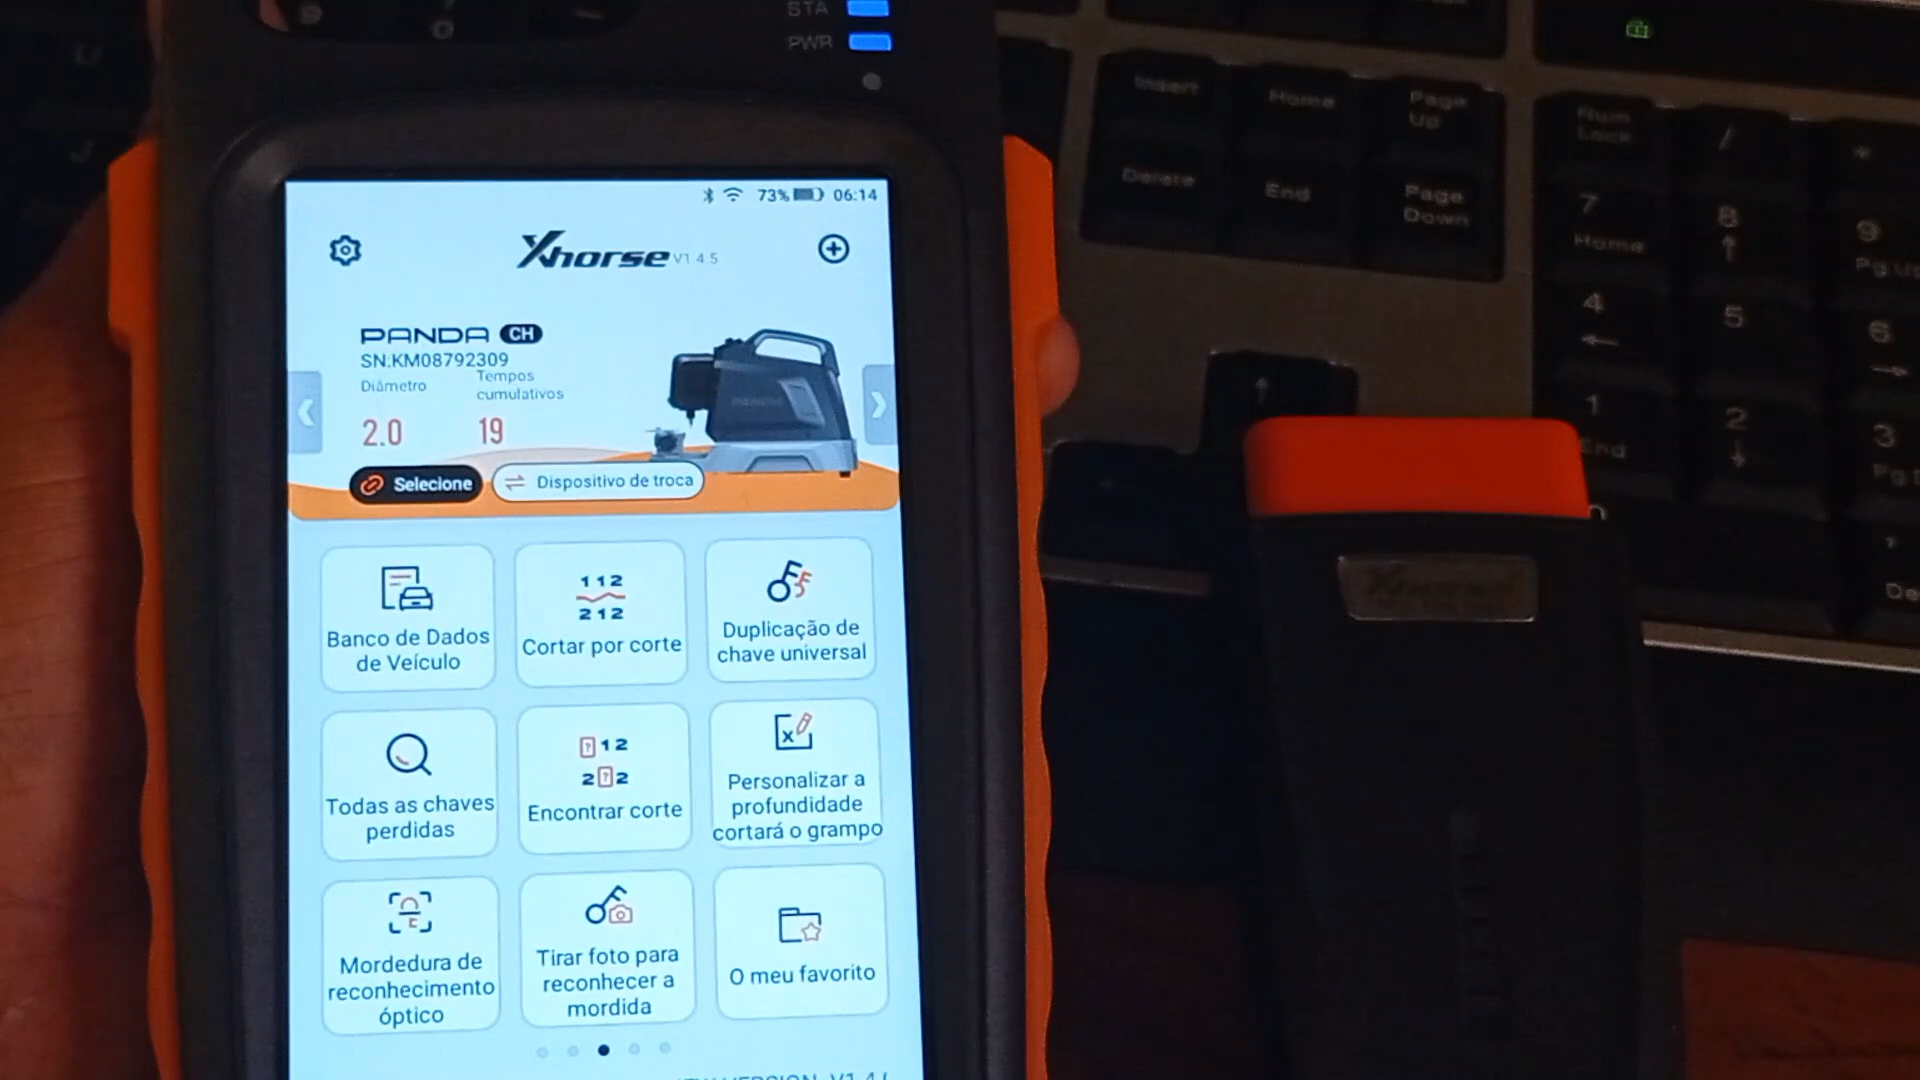 STA
PWR
73% 06:14
Xhorse V1.4.5
PANDA CH
SN:KM08792309
Diâmetro
Tempos
cumulativos
2.0
19
Selecione
Dispositivo de troca
Banco de Dados
de Veículo
112
212
Cortar por corte
Duplicação de
chave universal
Todas as chaves
perdidas
?12
2?2
Encontrar corte
x
Personalizar a
profundidade
cortará o grampo
Mordedura de
reconhecimento
óptico
Tirar foto para
reconhecer a
mordida
O meu favorito
Insert
Home
Page
Up
Delete
End
Page
Down
Num
Lock
/
*
7
Home
8
9
4
5
6
1
End
2
3